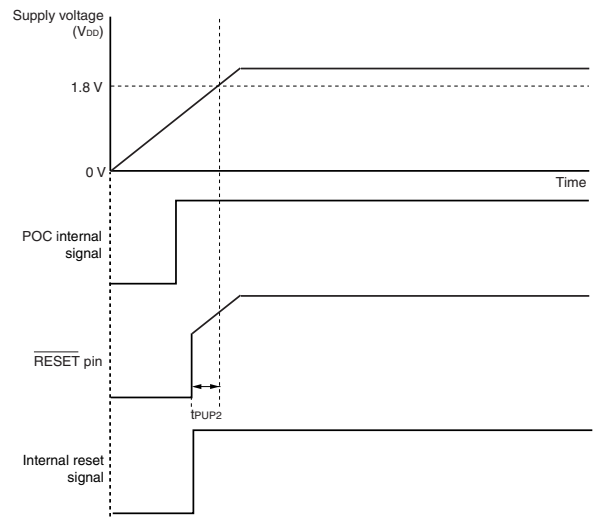 Supply voltage
(VDD)
1.8 V
0 V
Time
POC internal
signal
RESET pin
tPUP2
Internal reset
signal